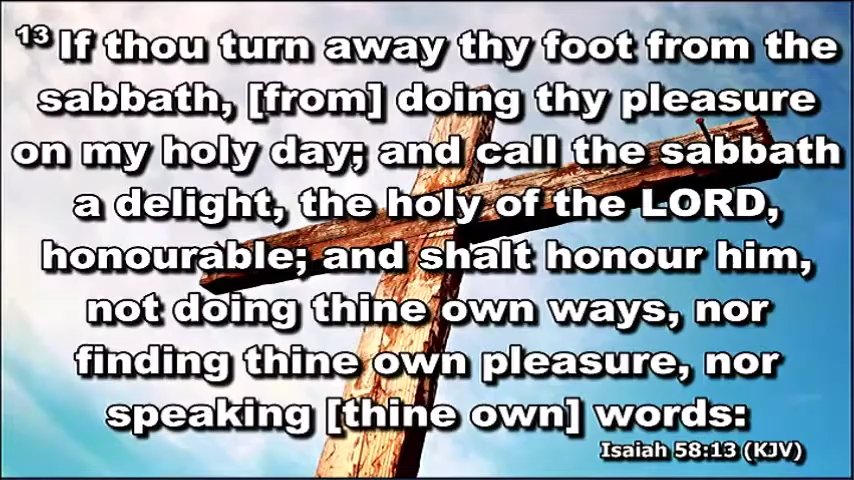 13 If thou turn away thy foot from the
sabbath, [from] doing thy pleasure
on my holy day; and call the sabbath
a delight, the holy of the LORD,
honourable; and shalt honour him,
not doing thine own ways, nor
finding thine own pleasure, nor
speaking [thine own] words:
Isaiah 58:13 (KJV)